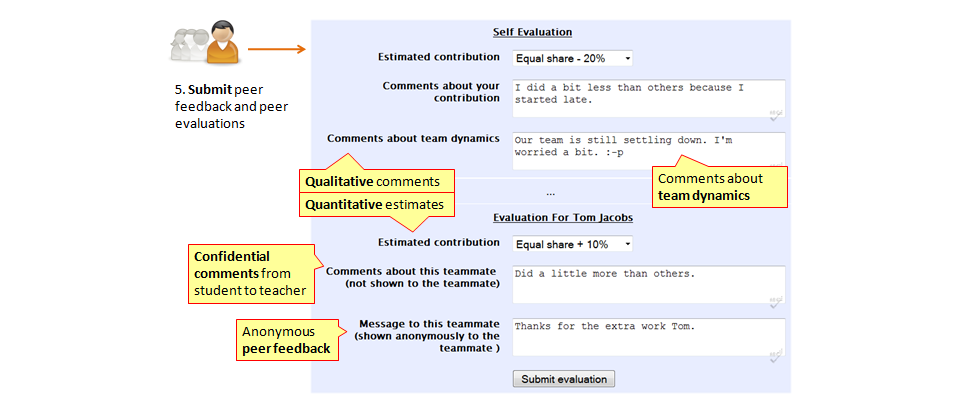 5. Submit peer
feedback and peer
evaluations
Self Evaluation
Estimated contribution
Equal share - 20%
Comments about your
contribution
I did a bit less than others because I
started late.
Comments about team dynamics
Our team is still settling down. I'm
worried a bit. :-p
Qualitative comments
Quantitative estimates
Comments about
team dynamics
...
Evaluation For Tom Jacobs
Estimated contribution
Equal share + 10%
Confidential
comments from
student to teacher
Comments about this teammate
(not shown to the teammate)
Did a little more than others.
Anonymous
peer feedback
Message to this teammate
(shown anonymously to the
teammate )
Thanks for the extra work Tom.
Submit evaluation